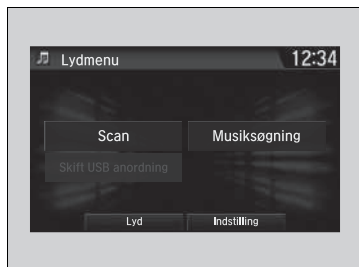 Lydmenu 12:34
Scan Musiksøgning
Skift USB anordning
Lyd Indstilling